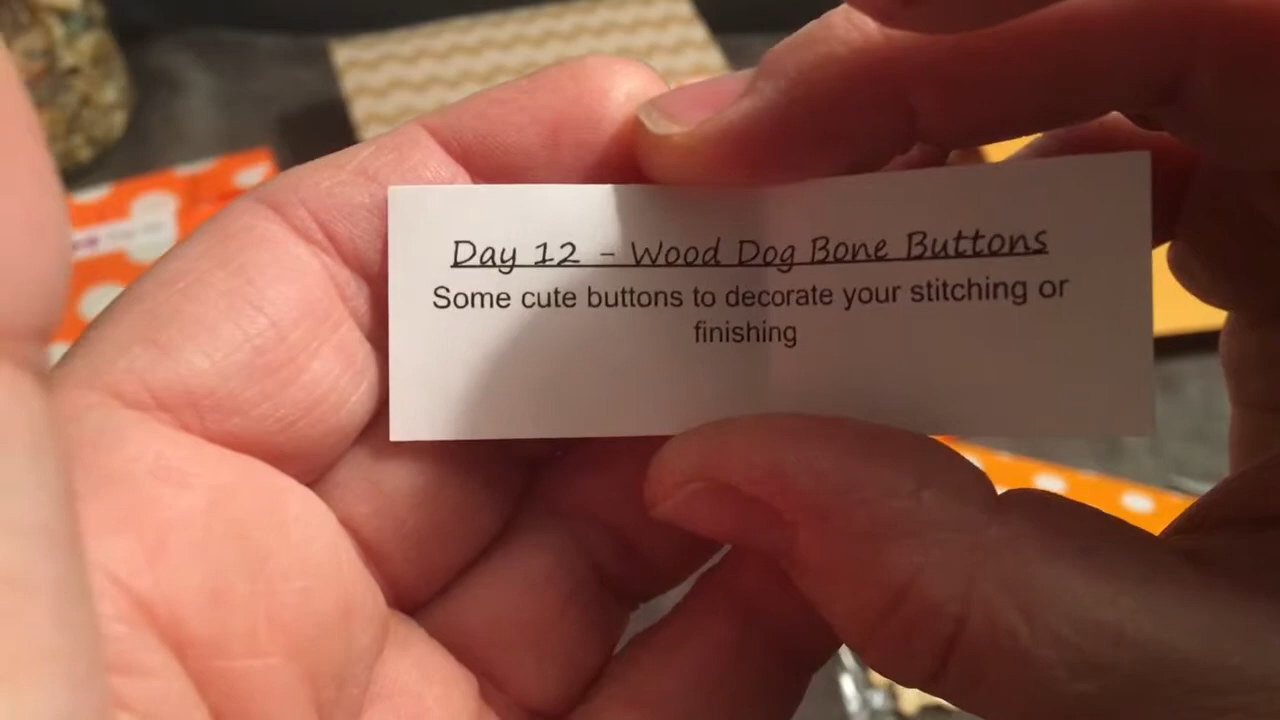 Day 12 - Wood Dog Bone Buttons
Some cute buttons to decorate your stitching or
finishing